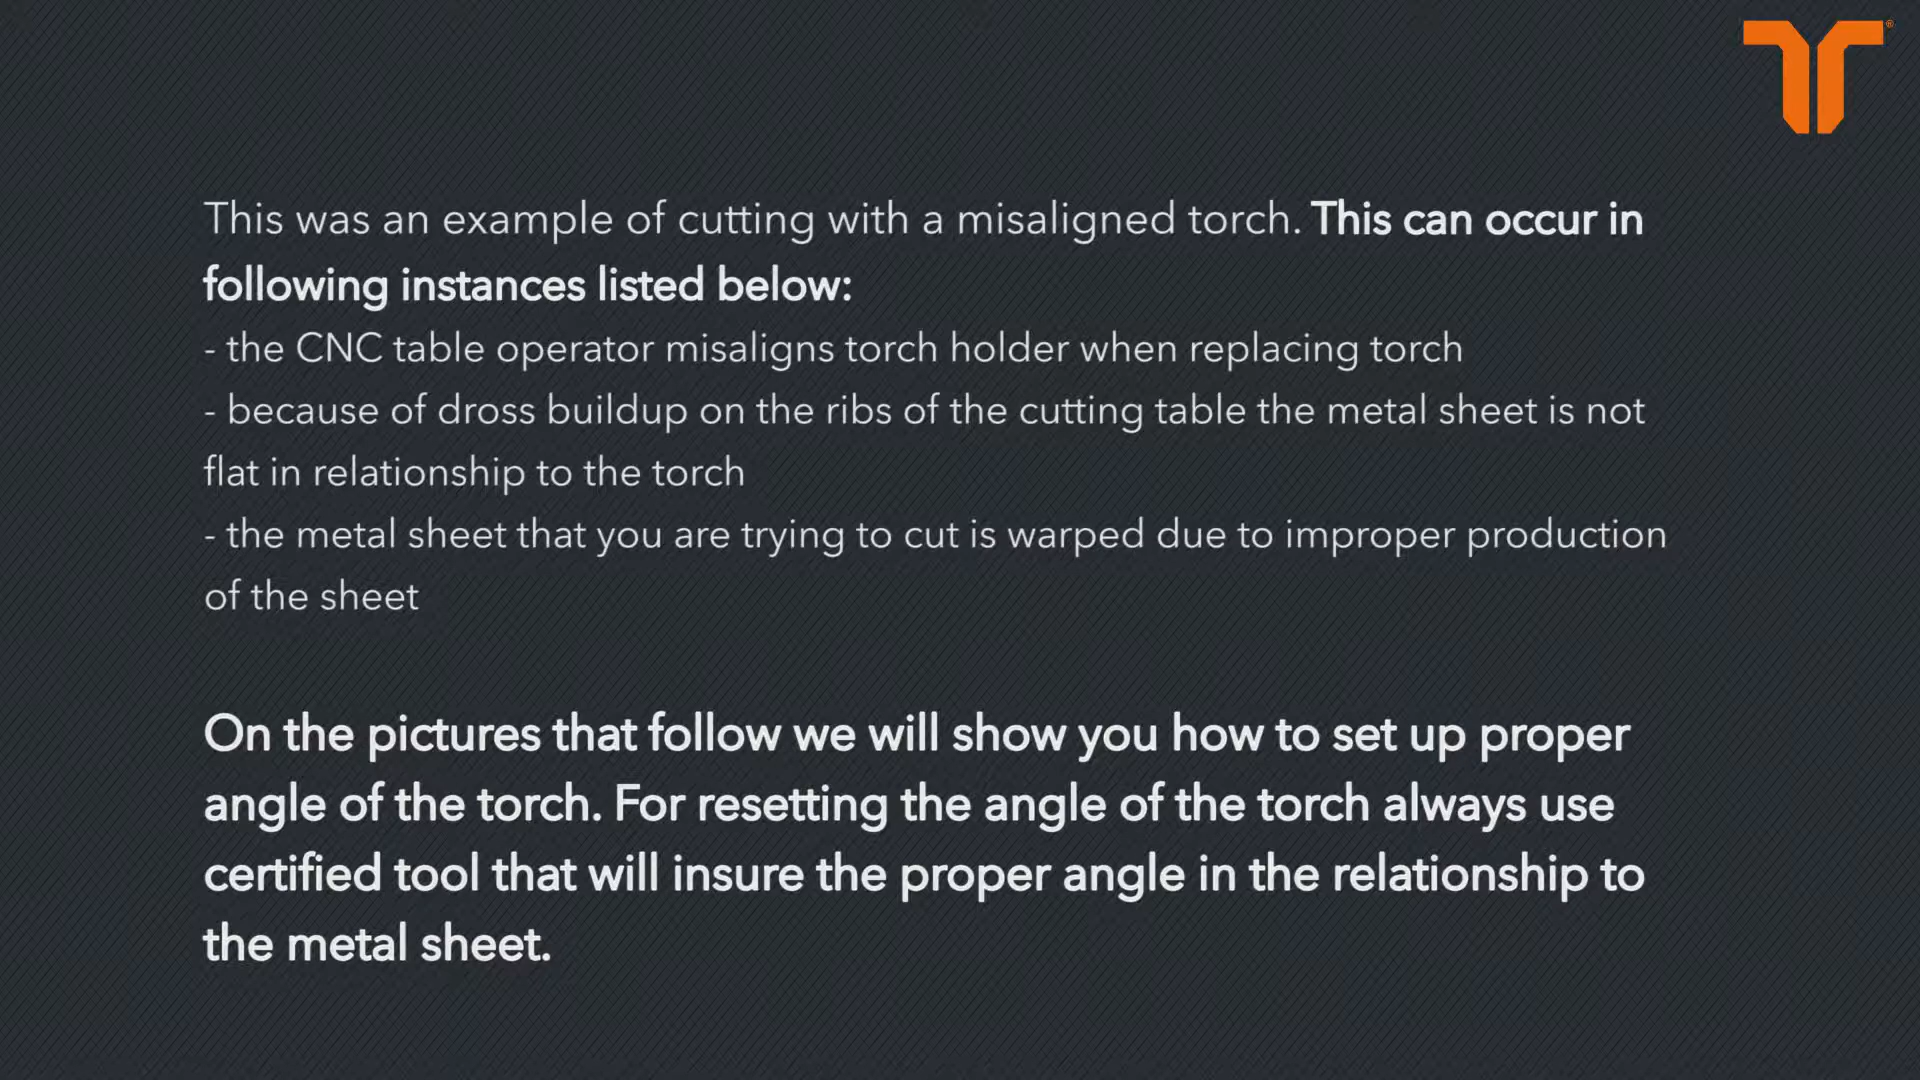 This was an example of cutting with a misaligned torch. This can occur in
following instances listed below:
- the CNC table operator misaligns torch holder when replacing torch
- because of dross buildup on the ribs of the cutting table the metal sheet is not
flat in relationship to the torch
- the metal sheet that you are trying to cut is warped due to improper production
of the sheet
On the pictures that follow we will show you how to set up proper
angle of the torch. For resetting the angle of the torch always use
certified tool that will insure the proper angle in the relationship to
the metal sheet.